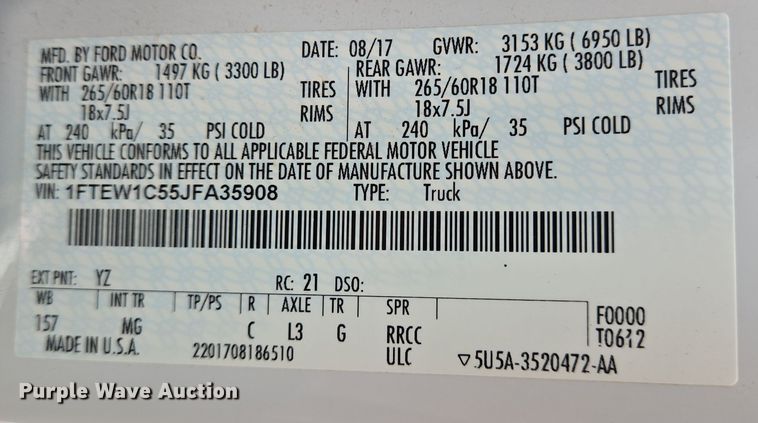 MFD. BY FORD MOTOR CO. DATE: 08/17 GVWR: 3153 KG ( 6950 LB)
FRONT GAWR: 1497 KG ( 3300 LB) REAR GAWR: 1724 KG ( 3800 LB)
WITH 265/60R18 110T TIRES WITH 265/60R18 110T TIRES
18x7.5J RIMS 18x7.5J RIMS
AT 240 kPa/ 35 PSI COLD AT 240 kPa/ 35 PSI COLD
THIS VEHICLE CONFORMS TO ALL APPLICABLE FEDERAL MOTOR VEHICLE
SAFETY STANDARDS IN EFFECT ON THE DATE OF MANUFACTURE SHOWN ABOVE.
VIN: 1FTEW1C55JFA35908 TYPE: Truck
EXT PNT: YZ RC: 21 DSO:
WB INT TR TP/PS R AXLE TR SPR F0000
157 MG C L3 G RRCC T0612
MADE IN U.S.A. 2201708186510 ULC ▽5U5A-3520472-AA
Purple Wave Auction